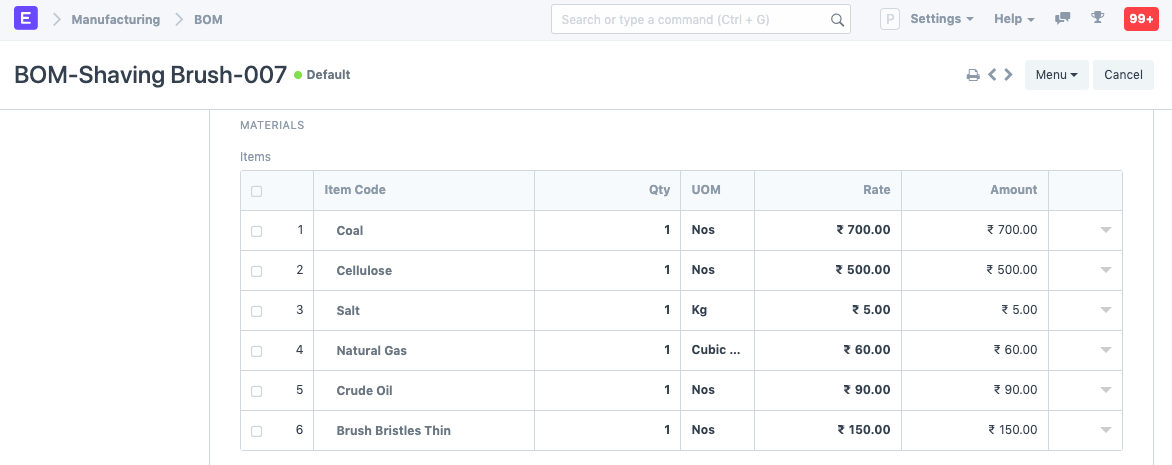 E Manufacturing BOM Search or type a command (Ctrl + G) P Settings Help 99+
BOM-Shaving Brush-007 Default Menu Cancel
MATERIALS
Items
Item Code Qty UOM Rate Amount
1 Coal 1 Nos ₹ 700.00 ₹ 700.00
2 Cellulose 1 Nos ₹ 500.00 ₹ 500.00
3 Salt 1 Kg ₹ 5.00 ₹ 5.00
4 Natural Gas 1 Cubic ... ₹ 60.00 ₹ 60.00
5 Crude Oil 1 Nos ₹ 90.00 ₹ 90.00
6 Brush Bristles Thin 1 Nos ₹ 150.00 ₹ 150.00